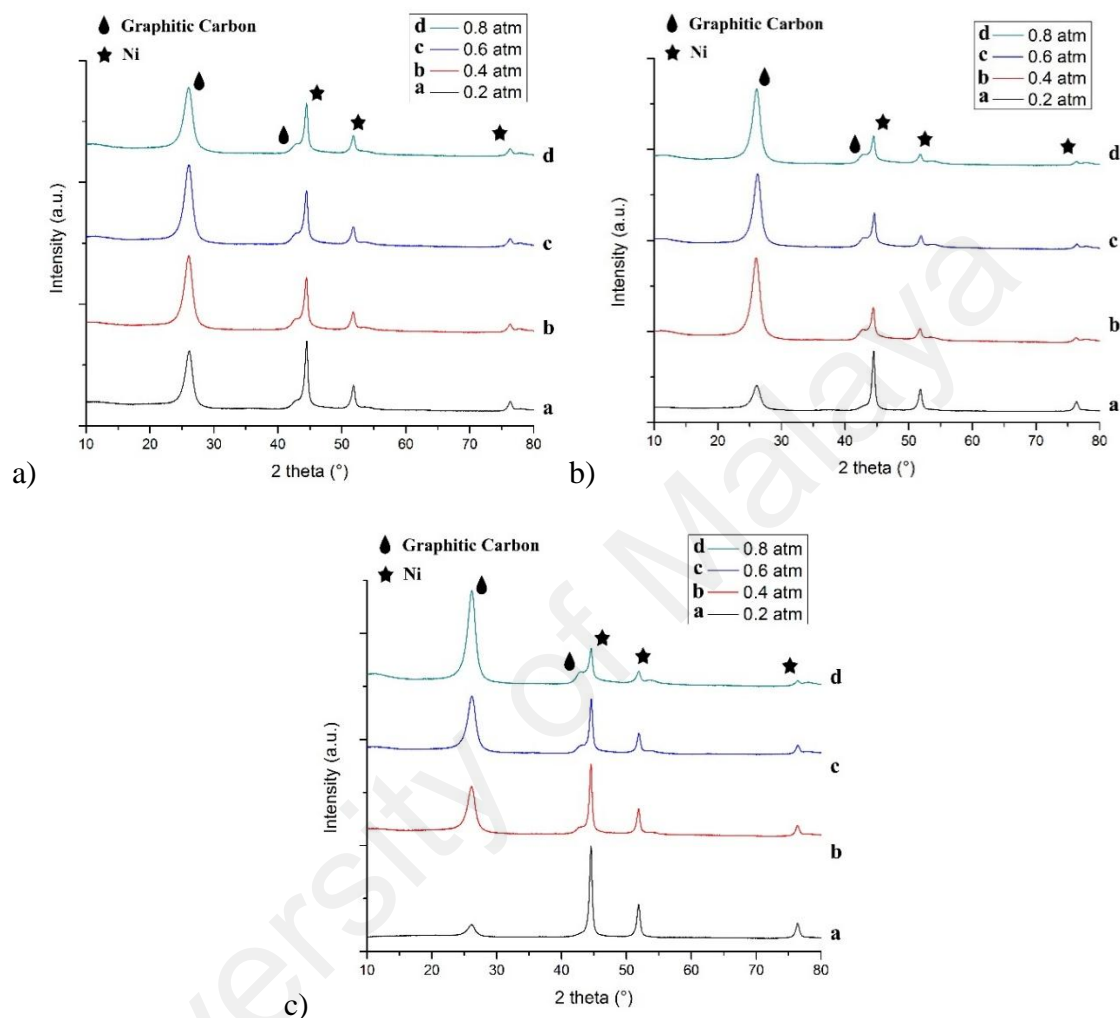 Graphitic Carbon
Ni
d 0.8 atm
c 0.6 atm
b 0.4 atm
a 0.2 atm
d
c
b
a
Intensity (a.u.)
10 20 30 40 50 60 70 80
2 theta (°)
a)
Graphitic Carbon
Ni
d 0.8 atm
c 0.6 atm
b 0.4 atm
a 0.2 atm
d
c
b
a
Intensity (a.u.)
10 20 30 40 50 60 70 80
2 theta (°)
b)
Graphitic Carbon
Ni
d 0.8 atm
c 0.6 atm
b 0.4 atm
a 0.2 atm
d
c
b
a
Intensity (a.u.)
10 20 30 40 50 60 70 80
2 theta (°)
c)
versity of Malaya